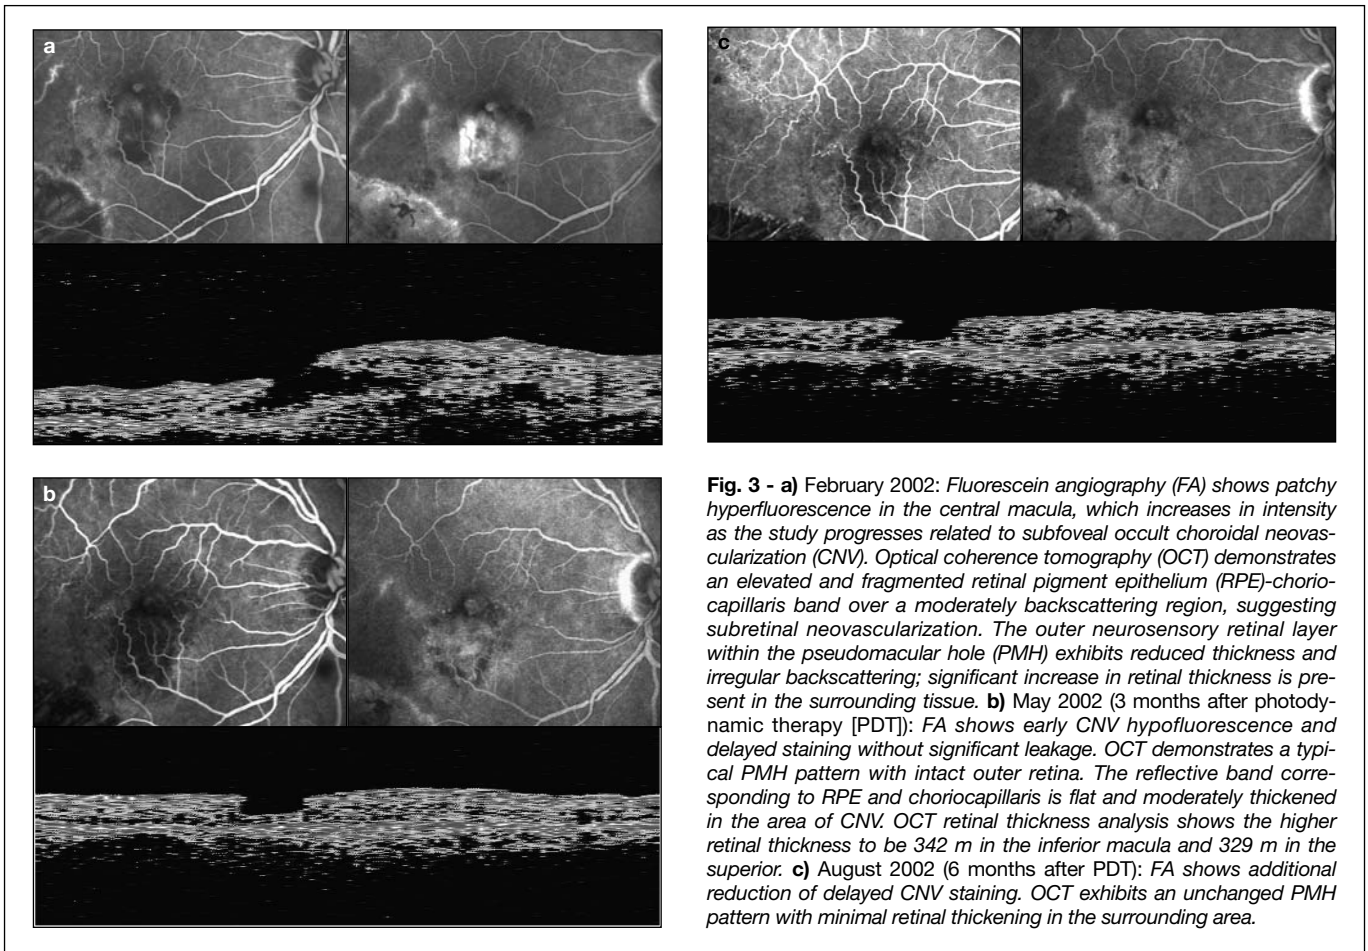 a
c
b
Fig. 3 - a) February 2002: Fluorescein angiography (FA) shows patchy
hyperfluorescence in the central macula, which increases in intensity
as the study progresses related to subfoveal occult choroidal neovas-
cularization (CNV). Optical coherence tomography (OCT) demonstrates
an elevated and fragmented retinal pigment epithelium (RPE)-chorio-
capillaris band over a moderately backscattering region, suggesting
subretinal neovascularization. The outer neurosensory retinal layer
within the pseudomacular hole (PMH) exhibits reduced thickness and
irregular backscattering; significant increase in retinal thickness is pre-
sent in the surrounding tissue. b) May 2002 (3 months after photody-
namic therapy [PDT]): FA shows early CNV hypofluorescence and
delayed staining without significant leakage. OCT demonstrates a typi-
cal PMH pattern with intact outer retina. The reflective band corre-
sponding to RPE and choriocapillaris is flat and moderately thickened
in the area of CNV. OCT retinal thickness analysis shows the higher
retinal thickness to be 342 m in the inferior macula and 329 m in the
superior. c) August 2002 (6 months after PDT): FA shows additional
reduction of delayed CNV staining. OCT exhibits an unchanged PMH
pattern with minimal retinal thickening in the surrounding area.